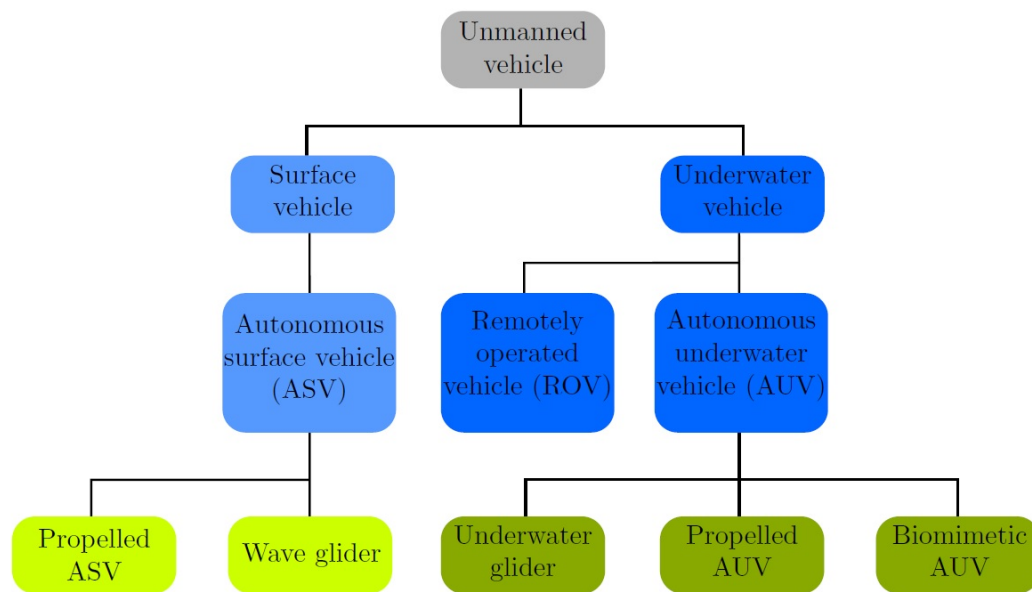 Unmanned
vehicle
Surface
vehicle
Underwater
vehicle
Autonomous
surface vehicle
(ASV)
Remotely
operated
vehicle (ROV)
Autonomous
underwater
vehicle (AUV)
Propelled
ASV
Wave glider
Underwater
glider
Propelled
AUV
Biomimetic
AUV